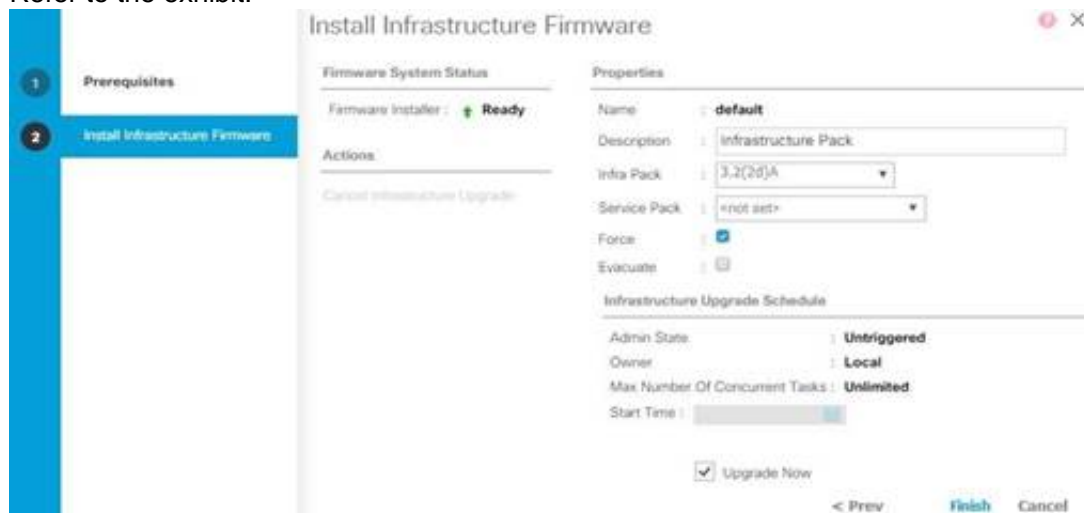 Refer to the exhibit.
Install Infrastructure Firmware
1 Prerequisites
2 Install Infrastructure Firmware
Firmware System Status
Firmware Installer : Ready
Actions
Cancel Infrastructure Upgrade
Properties
Name : default
Description : Infrastructure Pack
Infra Pack : 3.2(2d)A
Service Pack : <not set>
Force :
Evacuate :
Infrastructure Upgrade Schedule
Admin State : Untriggered
Owner : Local
Max Number Of Concurrent Tasks : Unlimited
Start Time :
Upgrade Now
< Prev Finish Cancel